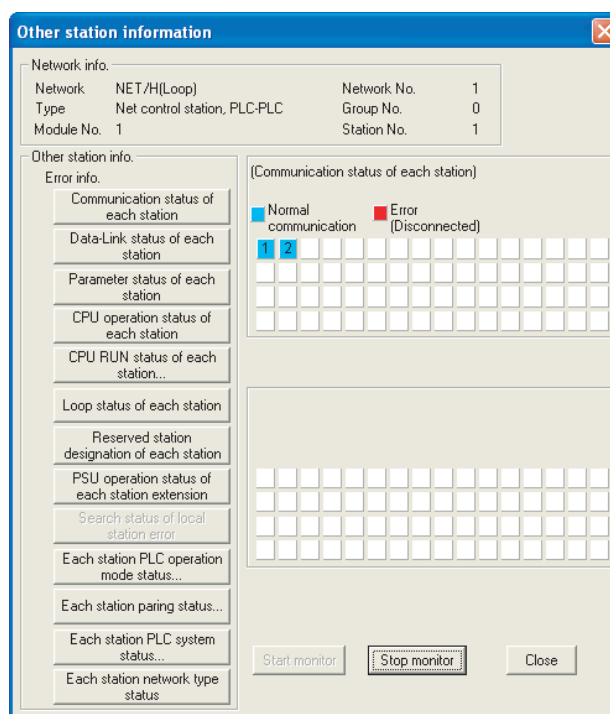 Other station information
Network info.
Network NET/H(Loop) Network No. 1
Type Net control station, PLC-PLC Group No. 0
Module No. 1 Station No. 1
Other station info.
Error info.
Communication status of
each station
Data-Link status of each
station
Parameter status of each
station
CPU operation status of
each station
CPU RUN status of each
station...
Loop status of each station
Reserved station
designation of each station
PSU operation status of
each station extension
Search status of local
station error
Each station PLC operation
mode status...
Each station paring status...
Each station PLC system
status...
Each station network type
status
(Communication status of each station)
Normal
communication
Error
(Disconnected)
1 2
Start monitor Stop monitor Close